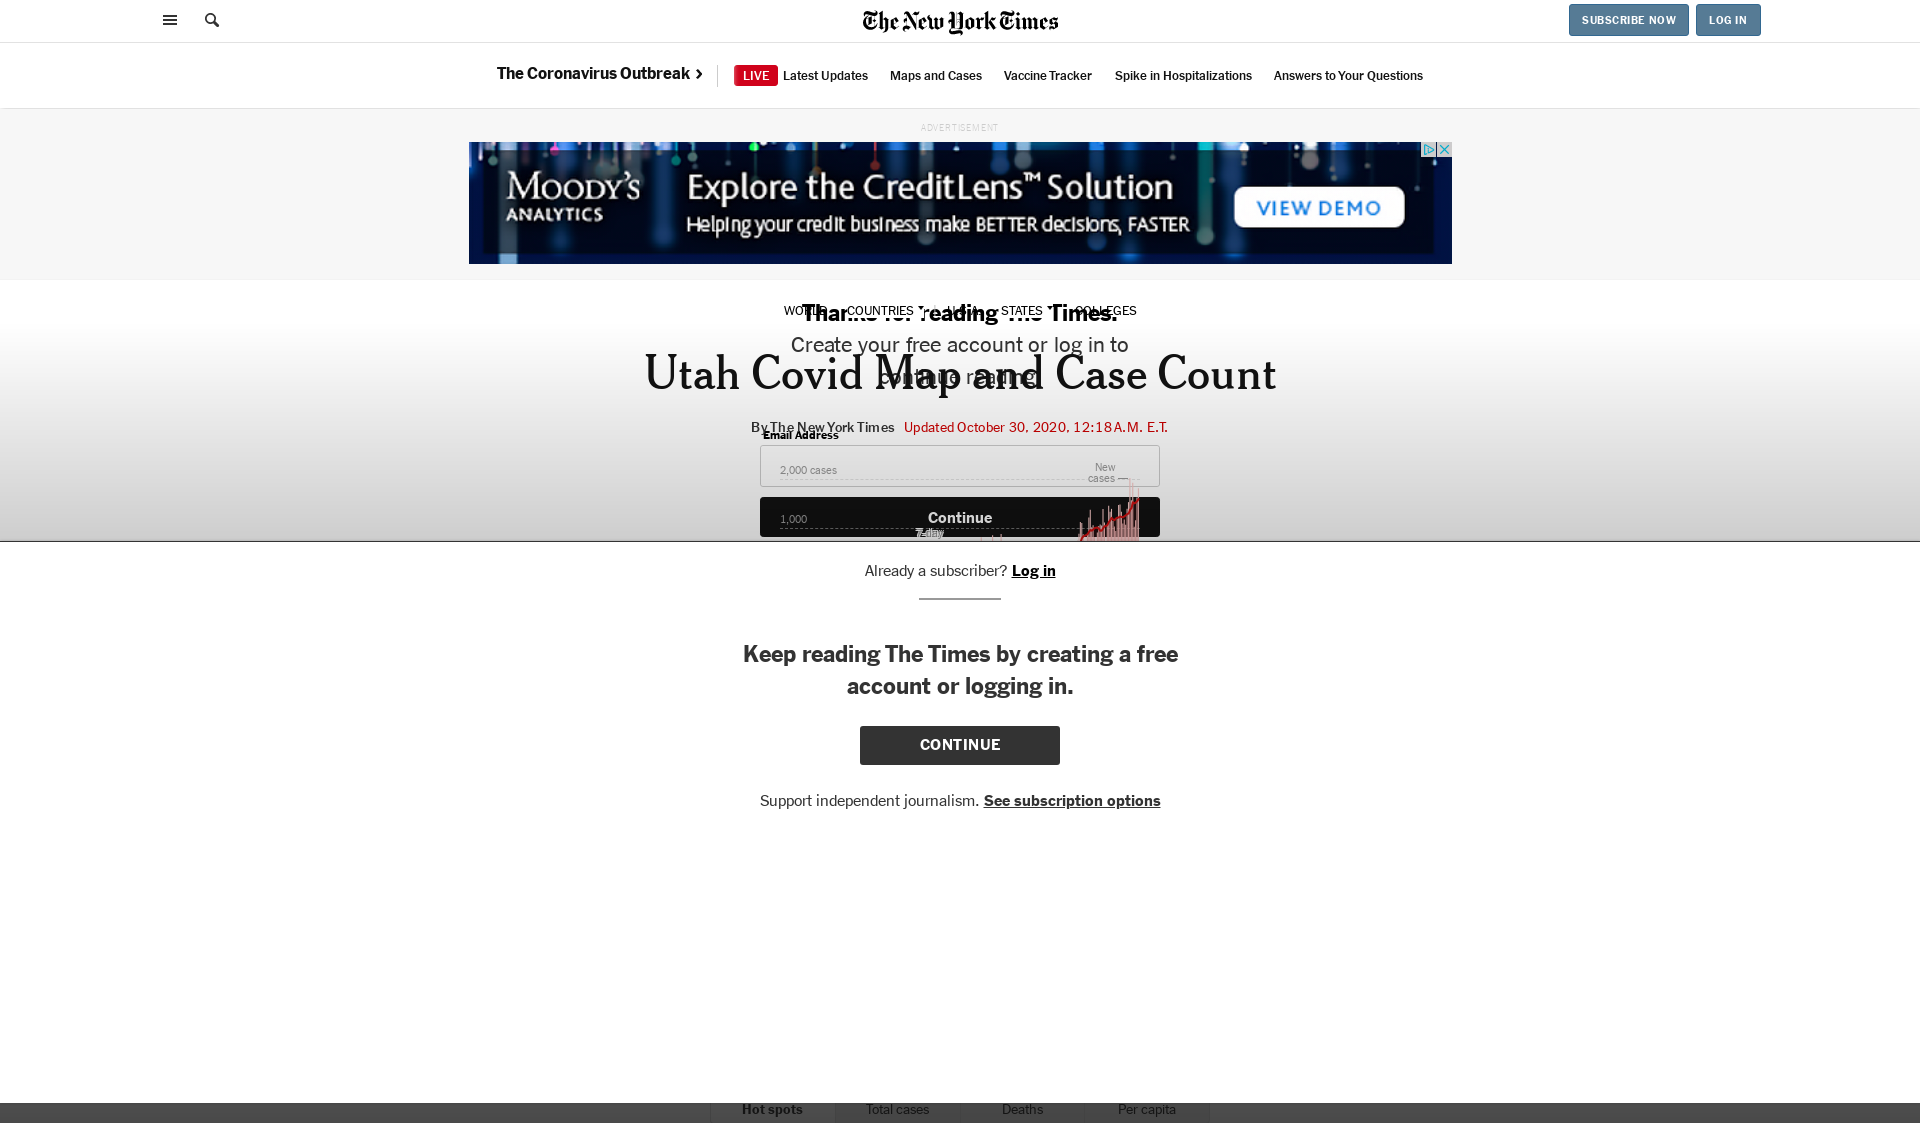 The New York Times
SUBSCRIBE NOW
LOG IN
The Coronavirus Outbreak
LIVE Latest Updates
Maps and Cases
Vaccine Tracker
Spike in Hospitalizations
Answers to Your Questions
ADVERTISEMENT
MOODY'S
ANALYTICS
Explore the CreditLens™ Solution
Helping your credit business make BETTER decisions, FASTER
VIEW DEMO
WORLD
COUNTRIES
STATES
COLLEGES
Thanks for reading The Times.
Create your free account or log in to
continue reading.
Utah Covid Map and Case Count
By The New York Times Updated October 30, 2020, 12:18 A.M. E.T.
Email Address
2,000 cases
New
cases
1,000
Continue
7-day
Already a subscriber? Log in
Keep reading The Times by creating a free
account or logging in.
CONTINUE
Support independent journalism. See subscription options
Hot spots
Total cases
Deaths
Per capita